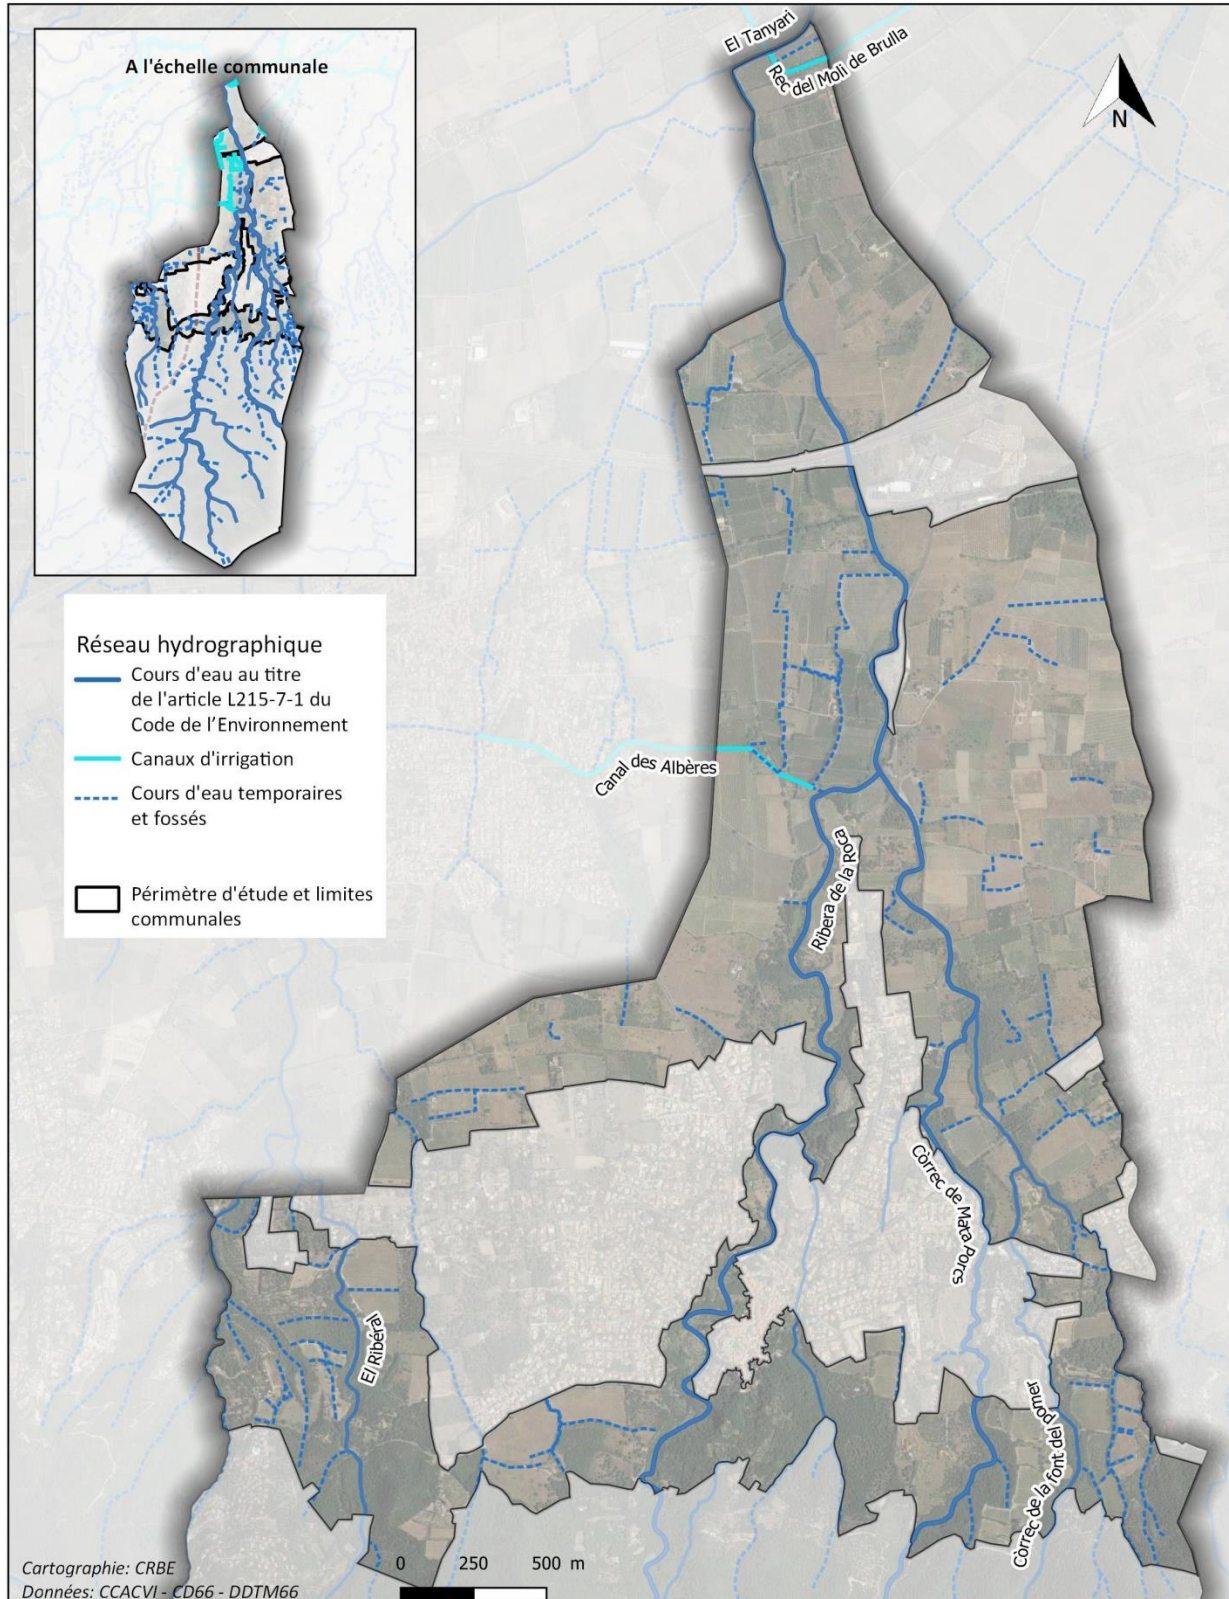 A l'échelle communale
El Tanyari
Rec del Moli de Brulla
N
Réseau hydrographique
Cours d'eau au titre
de l'article L215-7-1 du
Code de l’Environnement
Canaux d'irrigation
Cours d'eau temporaires
et fossés
Périmètre d'étude et limites
communales
Canal des Albères
Ribera de la Roca
Còrrec de Mata Porcs
El Ribéral
Còrrec de la font del pomer
Cartographie: CRBE
Données: CCACVI - CD66 - DDTM66
0 250 500 m